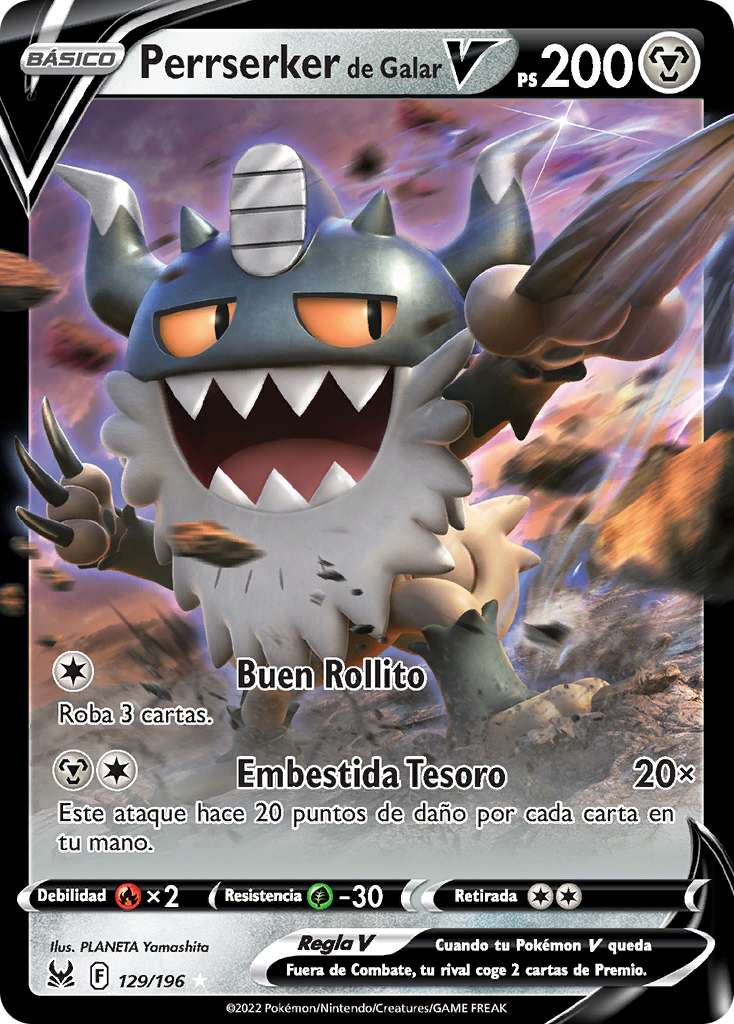 BÁSICO Perrserker de Galar V PS 200
Buen Rollito
Roba 3 cartas.
Embestida Tesoro 20×
Este ataque hace 20 puntos de daño por cada carta en
tu mano.
Debilidad ×2 Resistencia -30 Retirada
Ilus. PLANETA Yamashita
Regla V Cuando tu Pokémon V queda
Fuera de Combate, tu rival coge 2 cartas de Premio.
F 129/196
©2022 Pokémon/Nintendo/Creatures/GAME FREAK